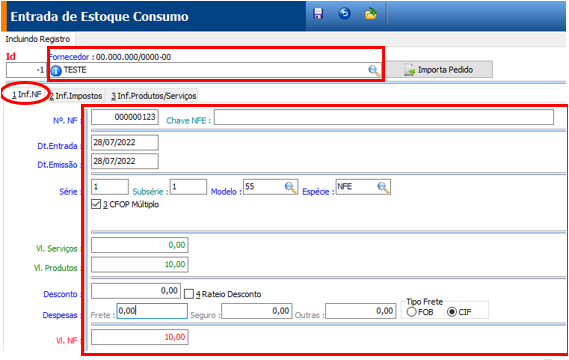 Entrada de Estoque Consumo
Incluindo Registro
Id Fornecedor : 00.000.000/0000-00
-1 TESTE Importa Pedido
1 Inf.NF 2 Inf.Impostos 3 Inf.Produtos/Serviços
Nº. NF : 000000123 Chave NFE :
Dt.Entrada : 28/07/2022
Dt.Emissão : 28/07/2022
Série : 1 Subsérie : 1 Modelo : 55 Espécie : NFE
3 CFOP Múltiplo
Vl. Serviços : 0,00
Vl. Produtos : 10,00
Desconto : 0,00 4 Rateio Desconto
Despesas Frete : 0,00 Seguro : 0,00 Outras : 0,00 Tipo Frete
FOB CIF
Vl. NF : 10,00